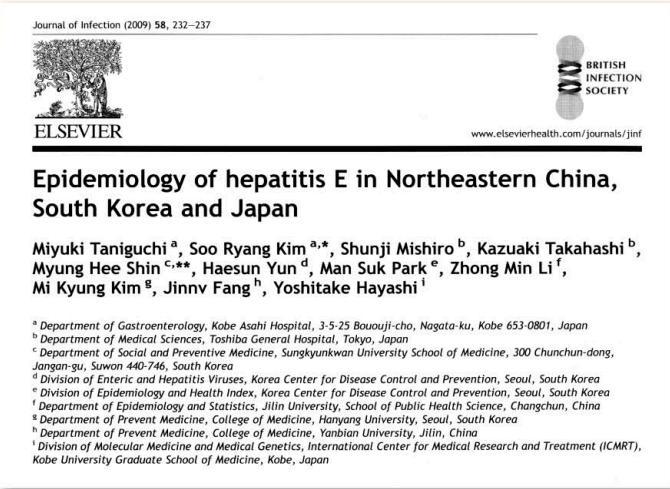 Journal of Infection (2009) 58, 232–237
BRITISH
INFECTION
SOCIETY
ELSEVIER
www.elsevierhealth.com/journals/jinf
Epidemiology of hepatitis E in Northeastern China,
South Korea and Japan
Miyuki Taniguchi a, Soo Ryang Kim a,*, Shunji Mishiro b, Kazuaki Takahashi b,
Myung Hee Shin c,**, Haesun Yun d, Man Suk Park e, Zhong Min Li f,
Mi Kyung Kim g, Jinnv Fang h, Yoshitake Hayashi i
a Department of Gastroenterology, Kobe Asahi Hospital, 3-5-25 Bououji-cho, Nagata-ku, Kobe 653-0801, Japan
b Department of Medical Sciences, Toshiba General Hospital, Tokyo, Japan
c Department of Social and Preventive Medicine, Sungkyunkwan University School of Medicine, 300 Chunchun-dong,
Jangan-gu, Suwon 440-746, South Korea
d Division of Enteric and Hepatitis Viruses, Korea Center for Disease Control and Prevention, Seoul, South Korea
e Division of Epidemiology and Health Index, Korea Center for Disease Control and Prevention, Seoul, South Korea
f Department of Epidemiology and Statistics, Jilin University, School of Public Health Science, Changchun, China
g Department of Prevent Medicine, College of Medicine, Hanyang University, Seoul, South Korea
h Department of Prevent Medicine, College of Medicine, Yanbian University, Jilin, China
i Division of Molecular Medicine and Medical Genetics, International Center for Medical Research and Treatment (ICMRT),
Kobe University Graduate School of Medicine, Kobe, Japan